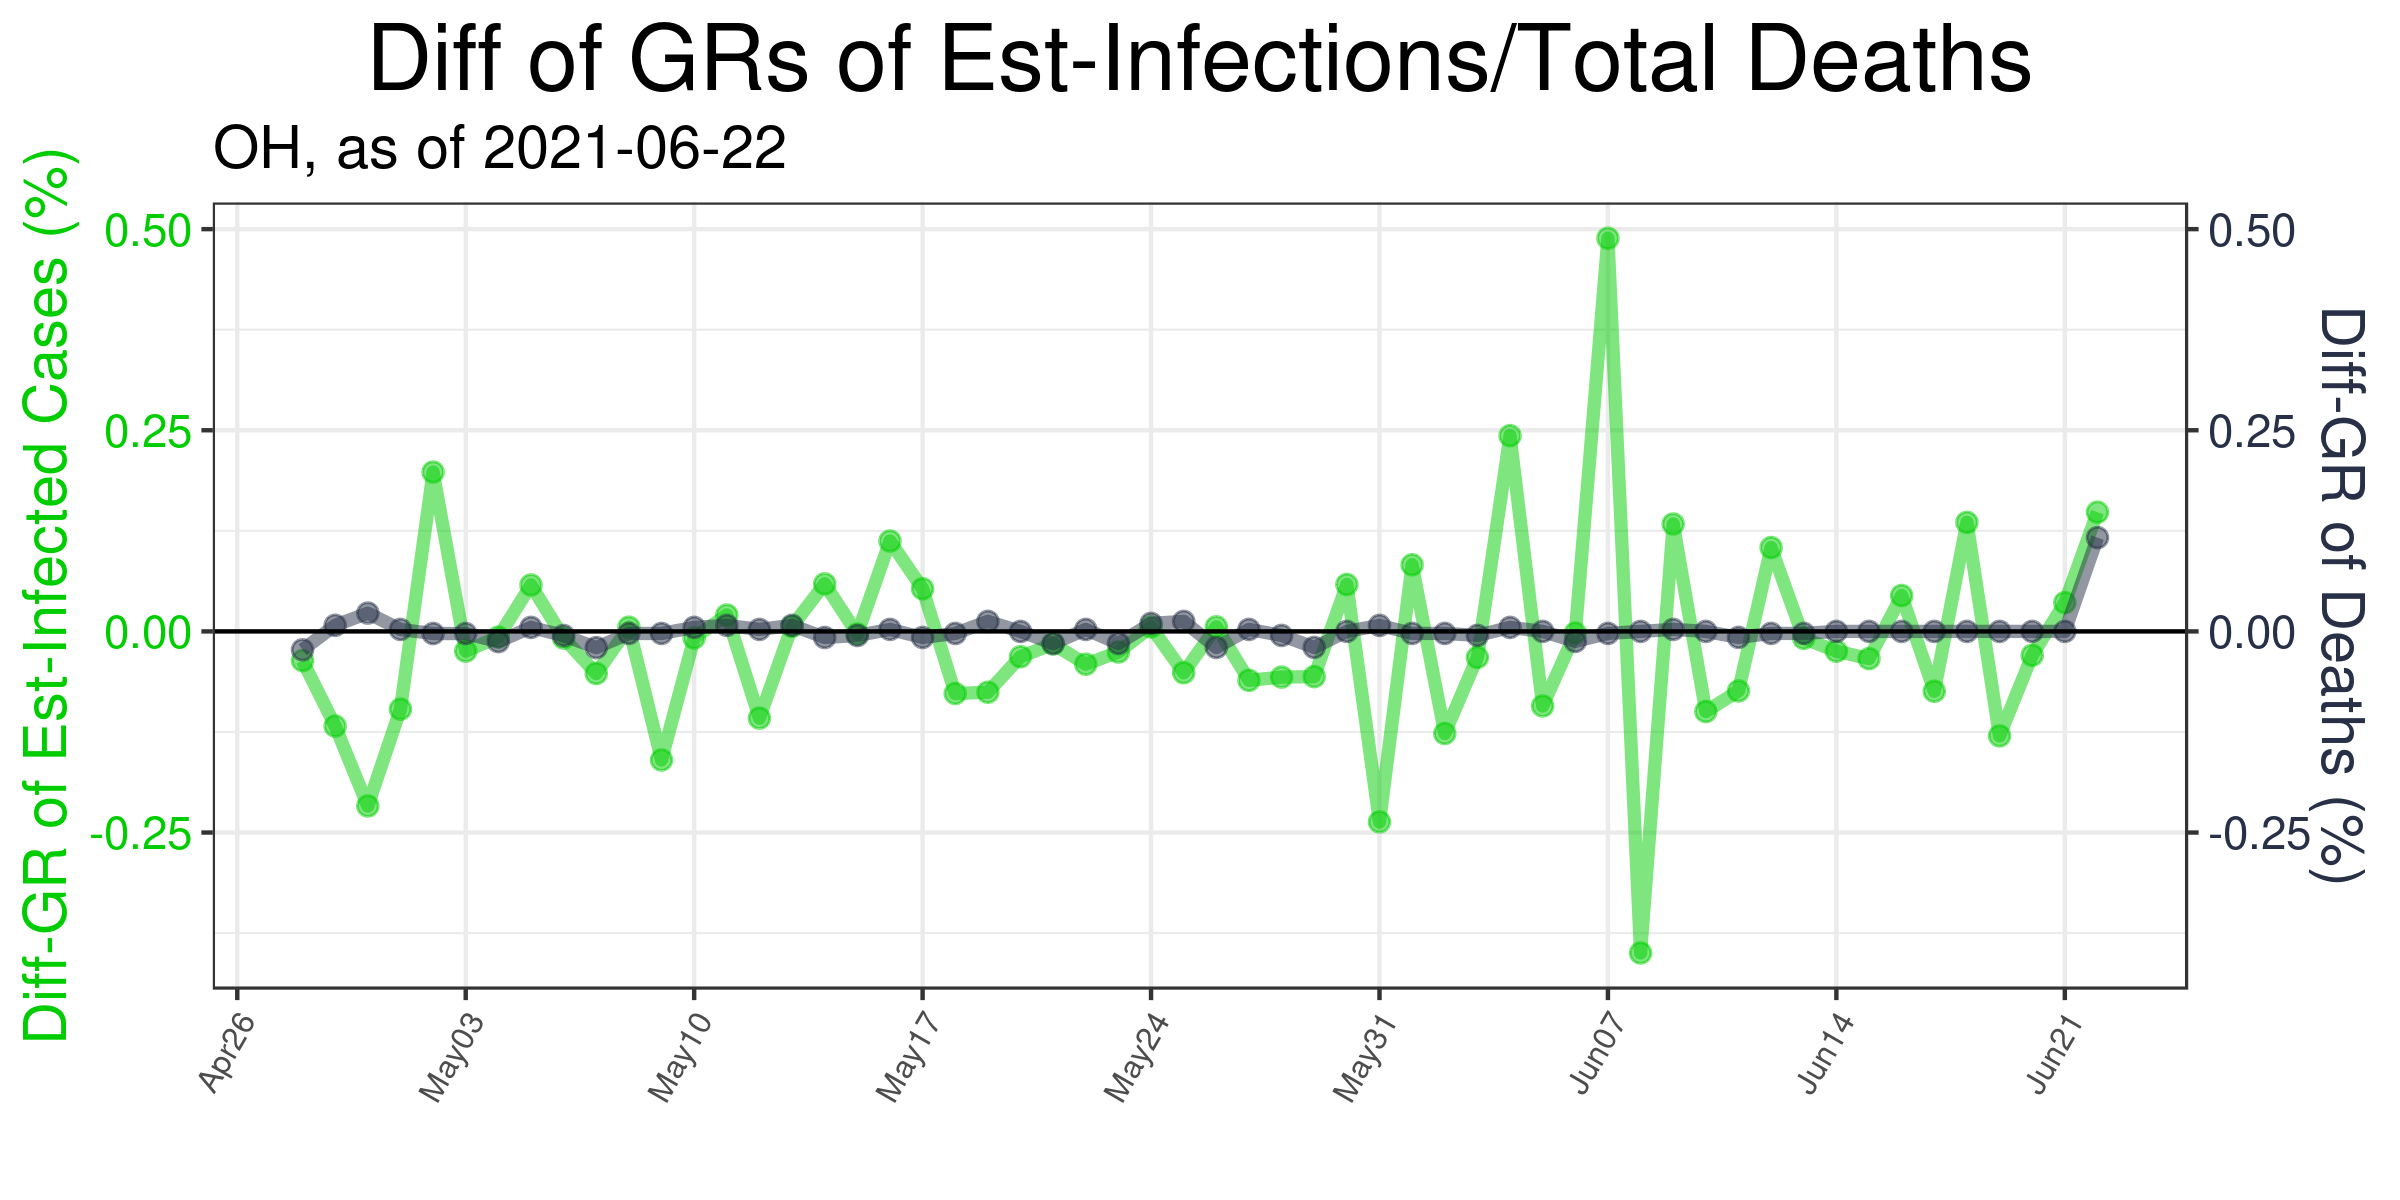 Diff of GRs of Est-Infections/Total Deaths
OH, as of 2021-06-22
Diff-GR of Est-Infected Cases (%)
0.50
0.25
0.00
-0.25
0.50
0.25
0.00
-0.25
Diff-GR of Deaths (%)
Apr26
May03
May10
May17
May24
May31
Jun07
Jun14
Jun21